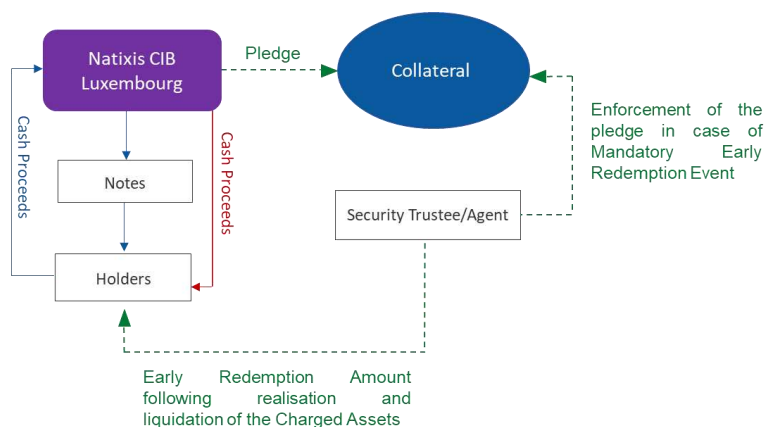 Natixis CIB
Luxembourg
Pledge
Collateral
Cash Proceeds
Cash Proceeds
Enforcement of the
pledge in case of
Mandatory Early
Redemption Event
Notes
Security Trustee/Agent
Holders
Early Redemption Amount
following realisation and
liquidation of the Charged Assets